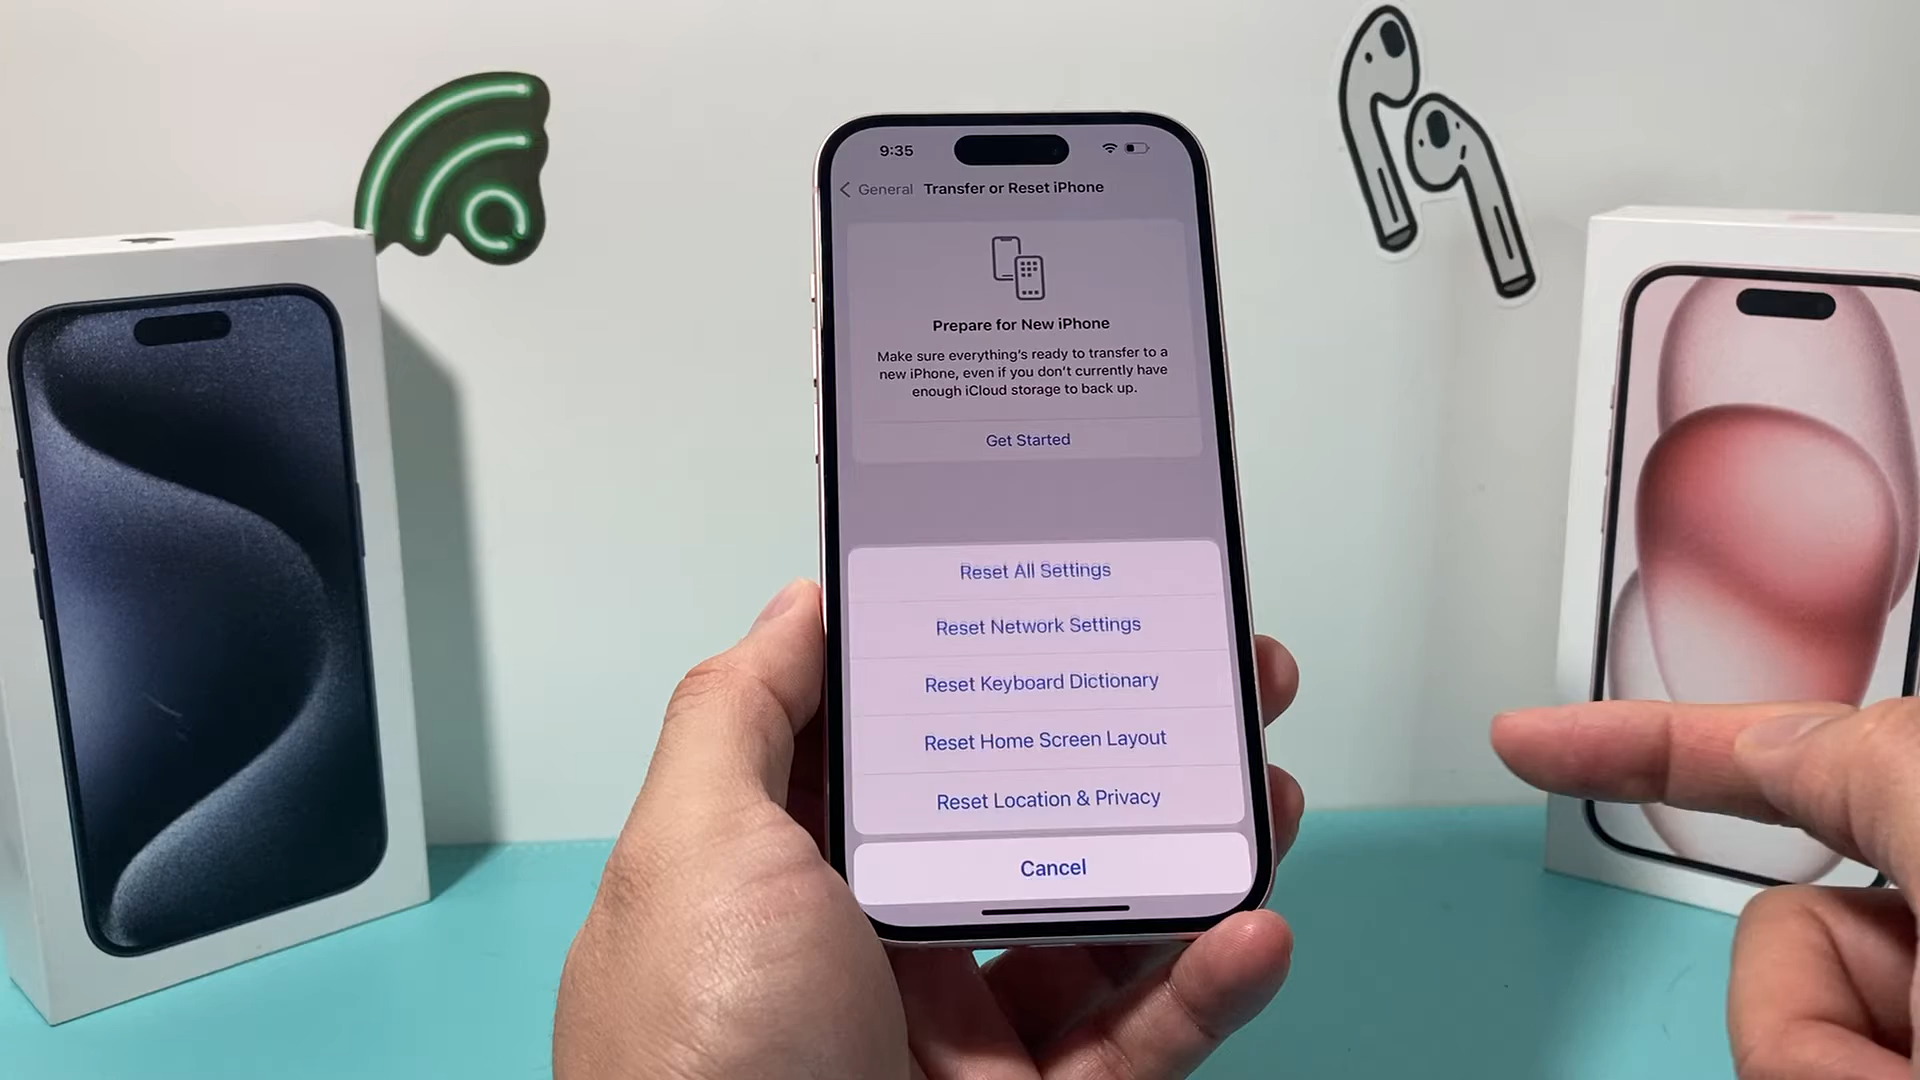 9:35
General Transfer or Reset iPhone
Prepare for New iPhone
Make sure everything's ready to transfer to a
new iPhone, even if you don't currently have
enough iCloud storage to back up.
Get Started
Reset All Settings
Reset Network Settings
Reset Keyboard Dictionary
Reset Home Screen Layout
Reset Location & Privacy
Cancel